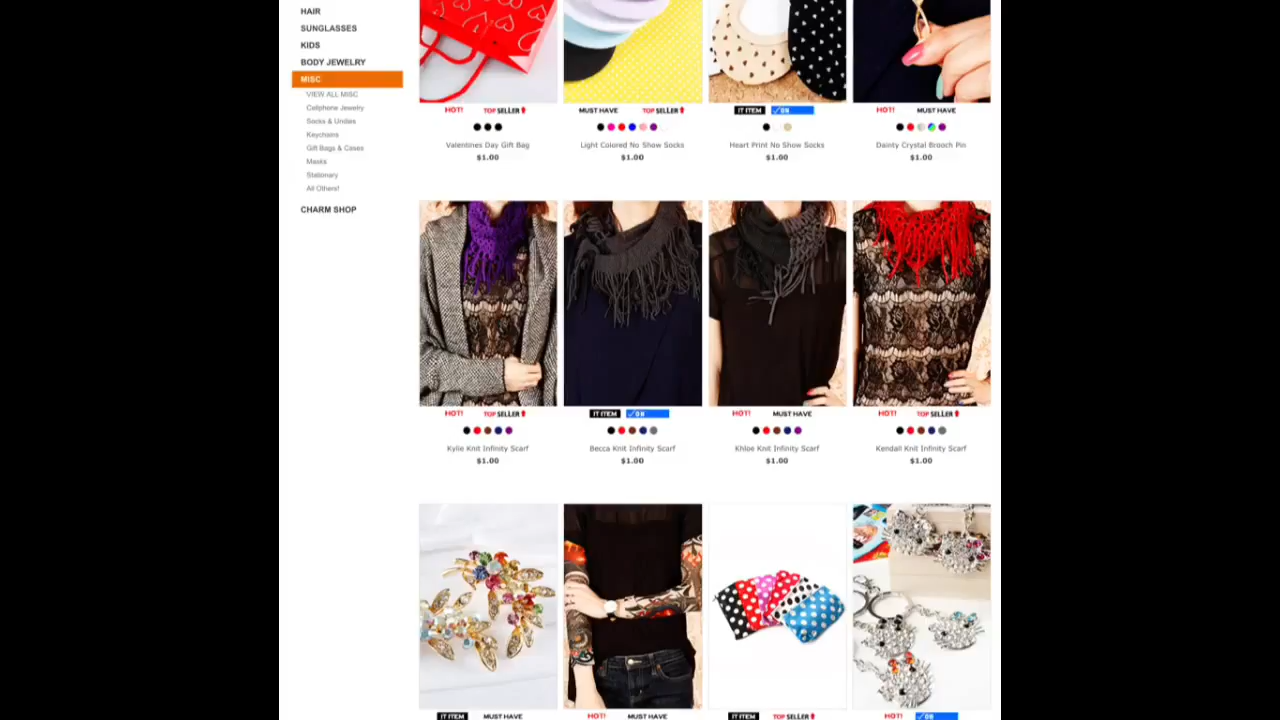 HAIR
SUNGLASSES
KIDS
BODY JEWELRY
MISC
VIEW ALL MISC
Cellphone Jewelry
Socks & Undies
Keychains
Gift Bags & Cases
Masks
Stationary
All Others!
CHARM SHOP
HOT! TOP SELLER MUST HAVE TOP SELLER IT ITEM HOT! MUST HAVE
Valentines Day Gift Bag Light Colored No Show Socks Heart Print No Show Socks Dainty Crystal Brooch Pin
$1.00 $1.00 $1.00 $1.00
HOT! TOP SELLER IT ITEM HOT! MUST HAVE HOT! TOP SELLER
Kylie Knit Infinity Scarf Becca Knit Infinity Scarf Khloe Knit Infinity Scarf Kendall Knit Infinity Scarf
$1.00 $1.00 $1.00 $1.00
IT ITEM MUST HAVE HOT! MUST HAVE IT ITEM TOP SELLER HOT!